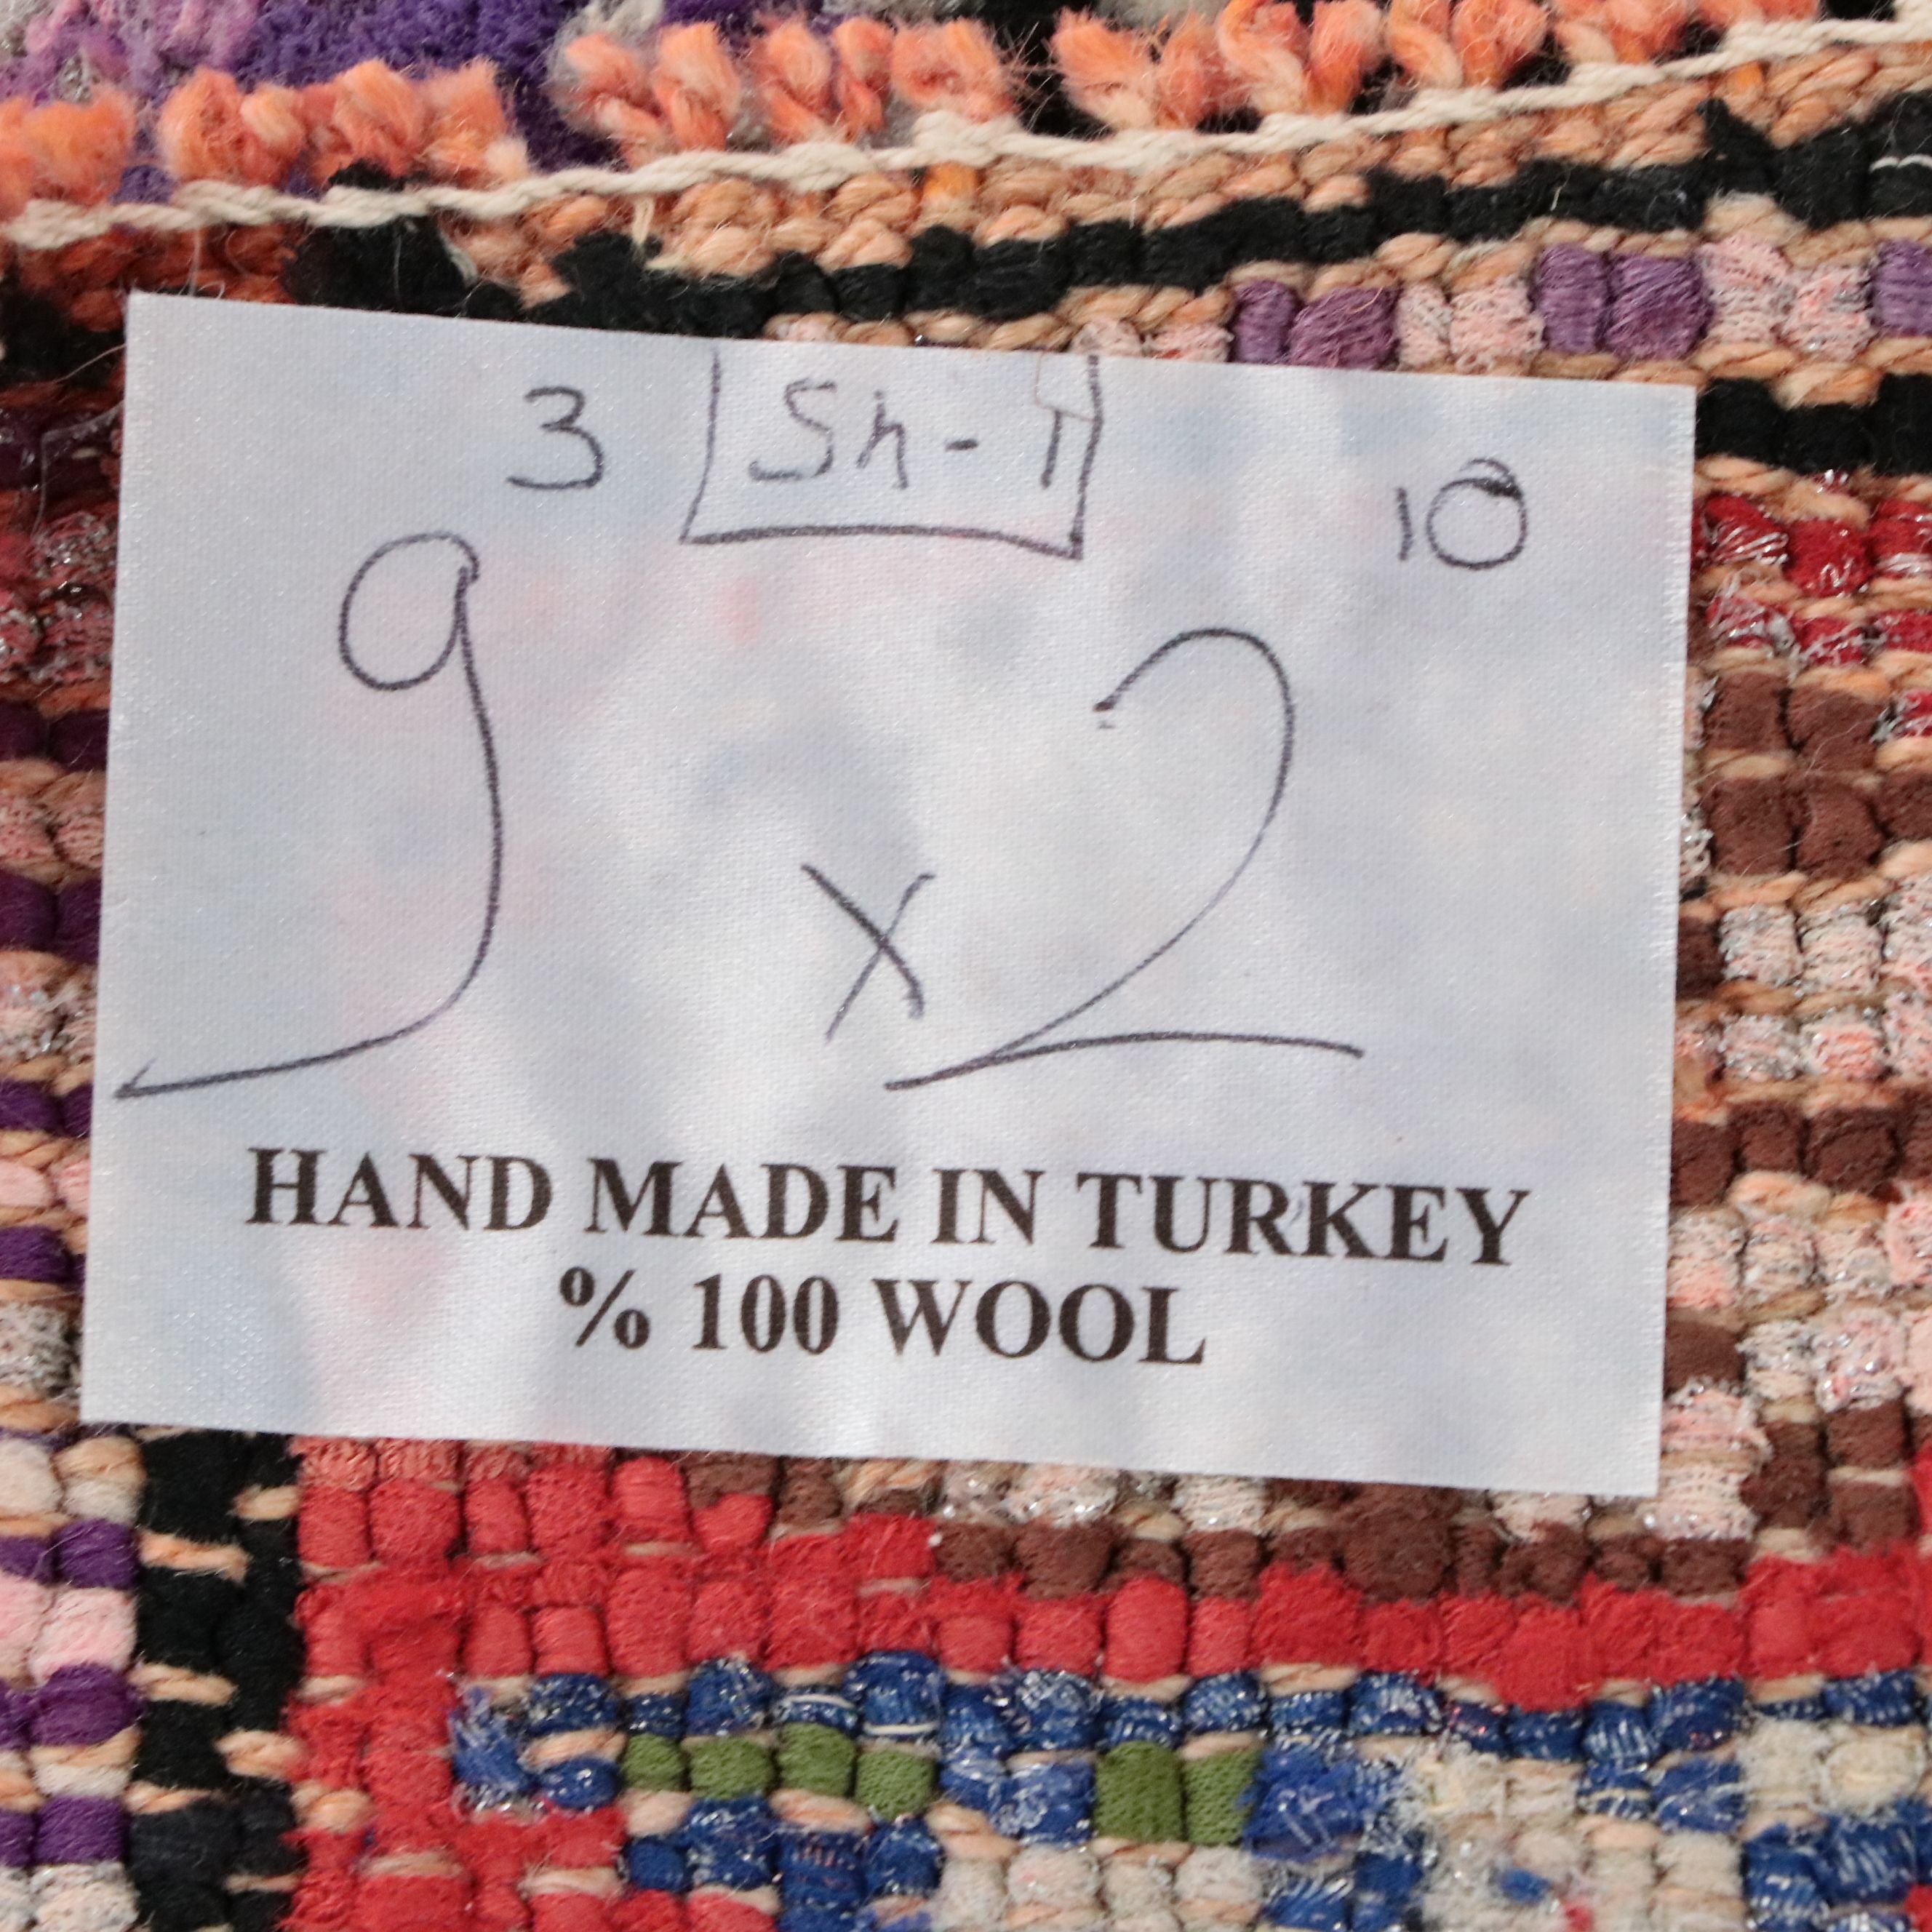 3 Sh-1 10
9 x 2
HAND MADE IN TURKEY
% 100 WOOL